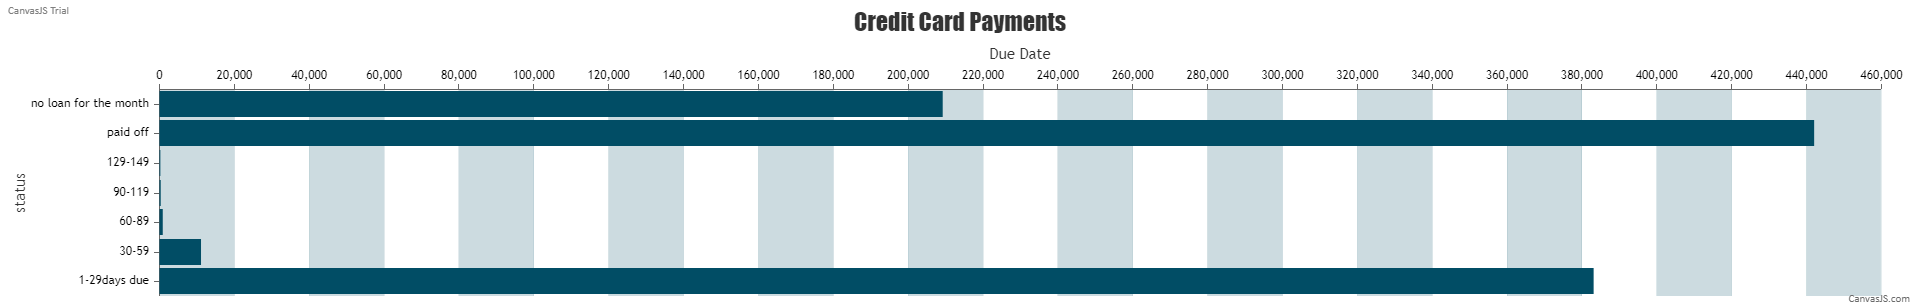 CanvasJS Trial
Credit Card Payments
Due Date
0 20,000 40,000 60,000 80,000 100,000 120,000 140,000 160,000 180,000 200,000 220,000 240,000 260,000 280,000 300,000 320,000 340,000 360,000 380,000 400,000 420,000 440,000 460,000
status
no loan for the month
paid off
129-149
90-119
60-89
30-59
1-29days due
CanvasJS.com